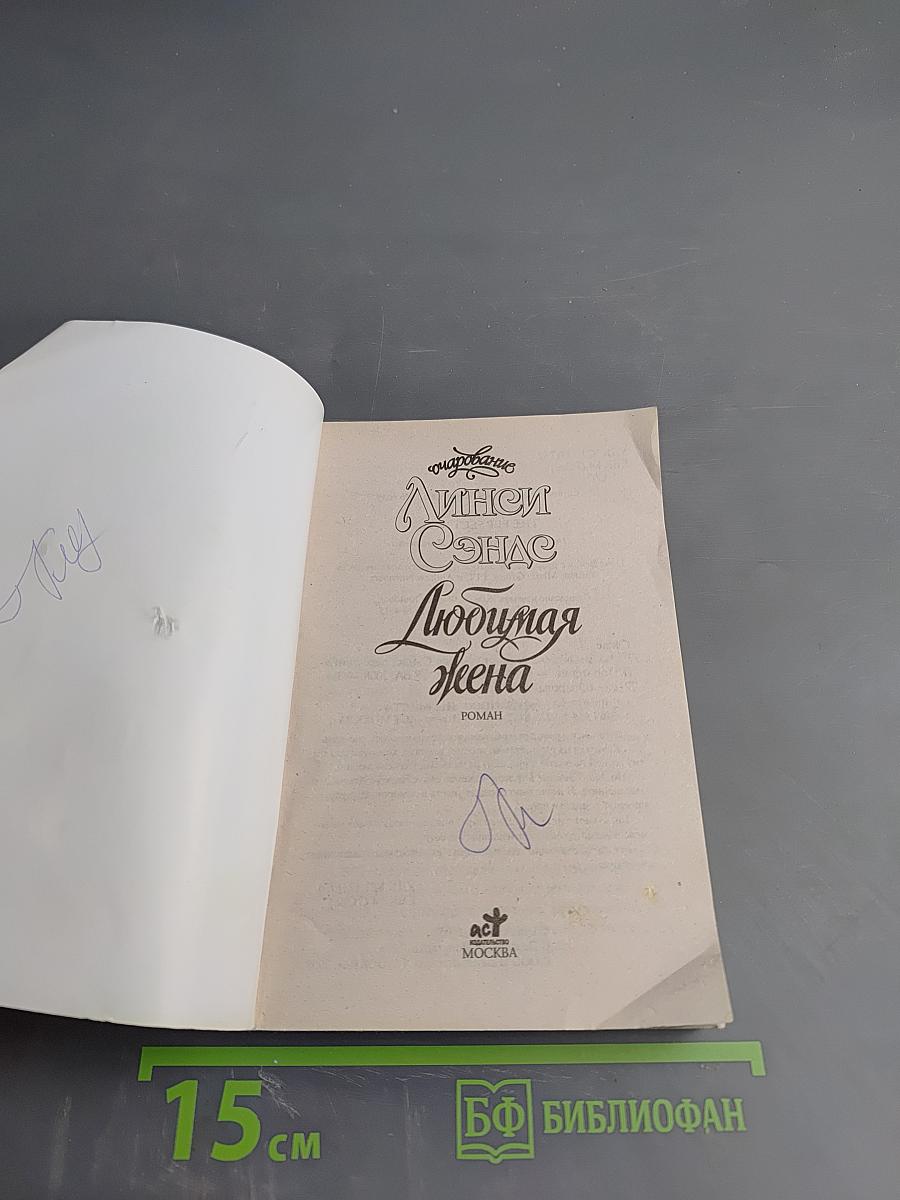 очарование
ЛИНСИ
СЭНДС
Любимая
жена
РОМАН
аст
ИЗДАТЕЛЬСТВО
МОСКВА
15 см
БФ БИБЛИОФАН